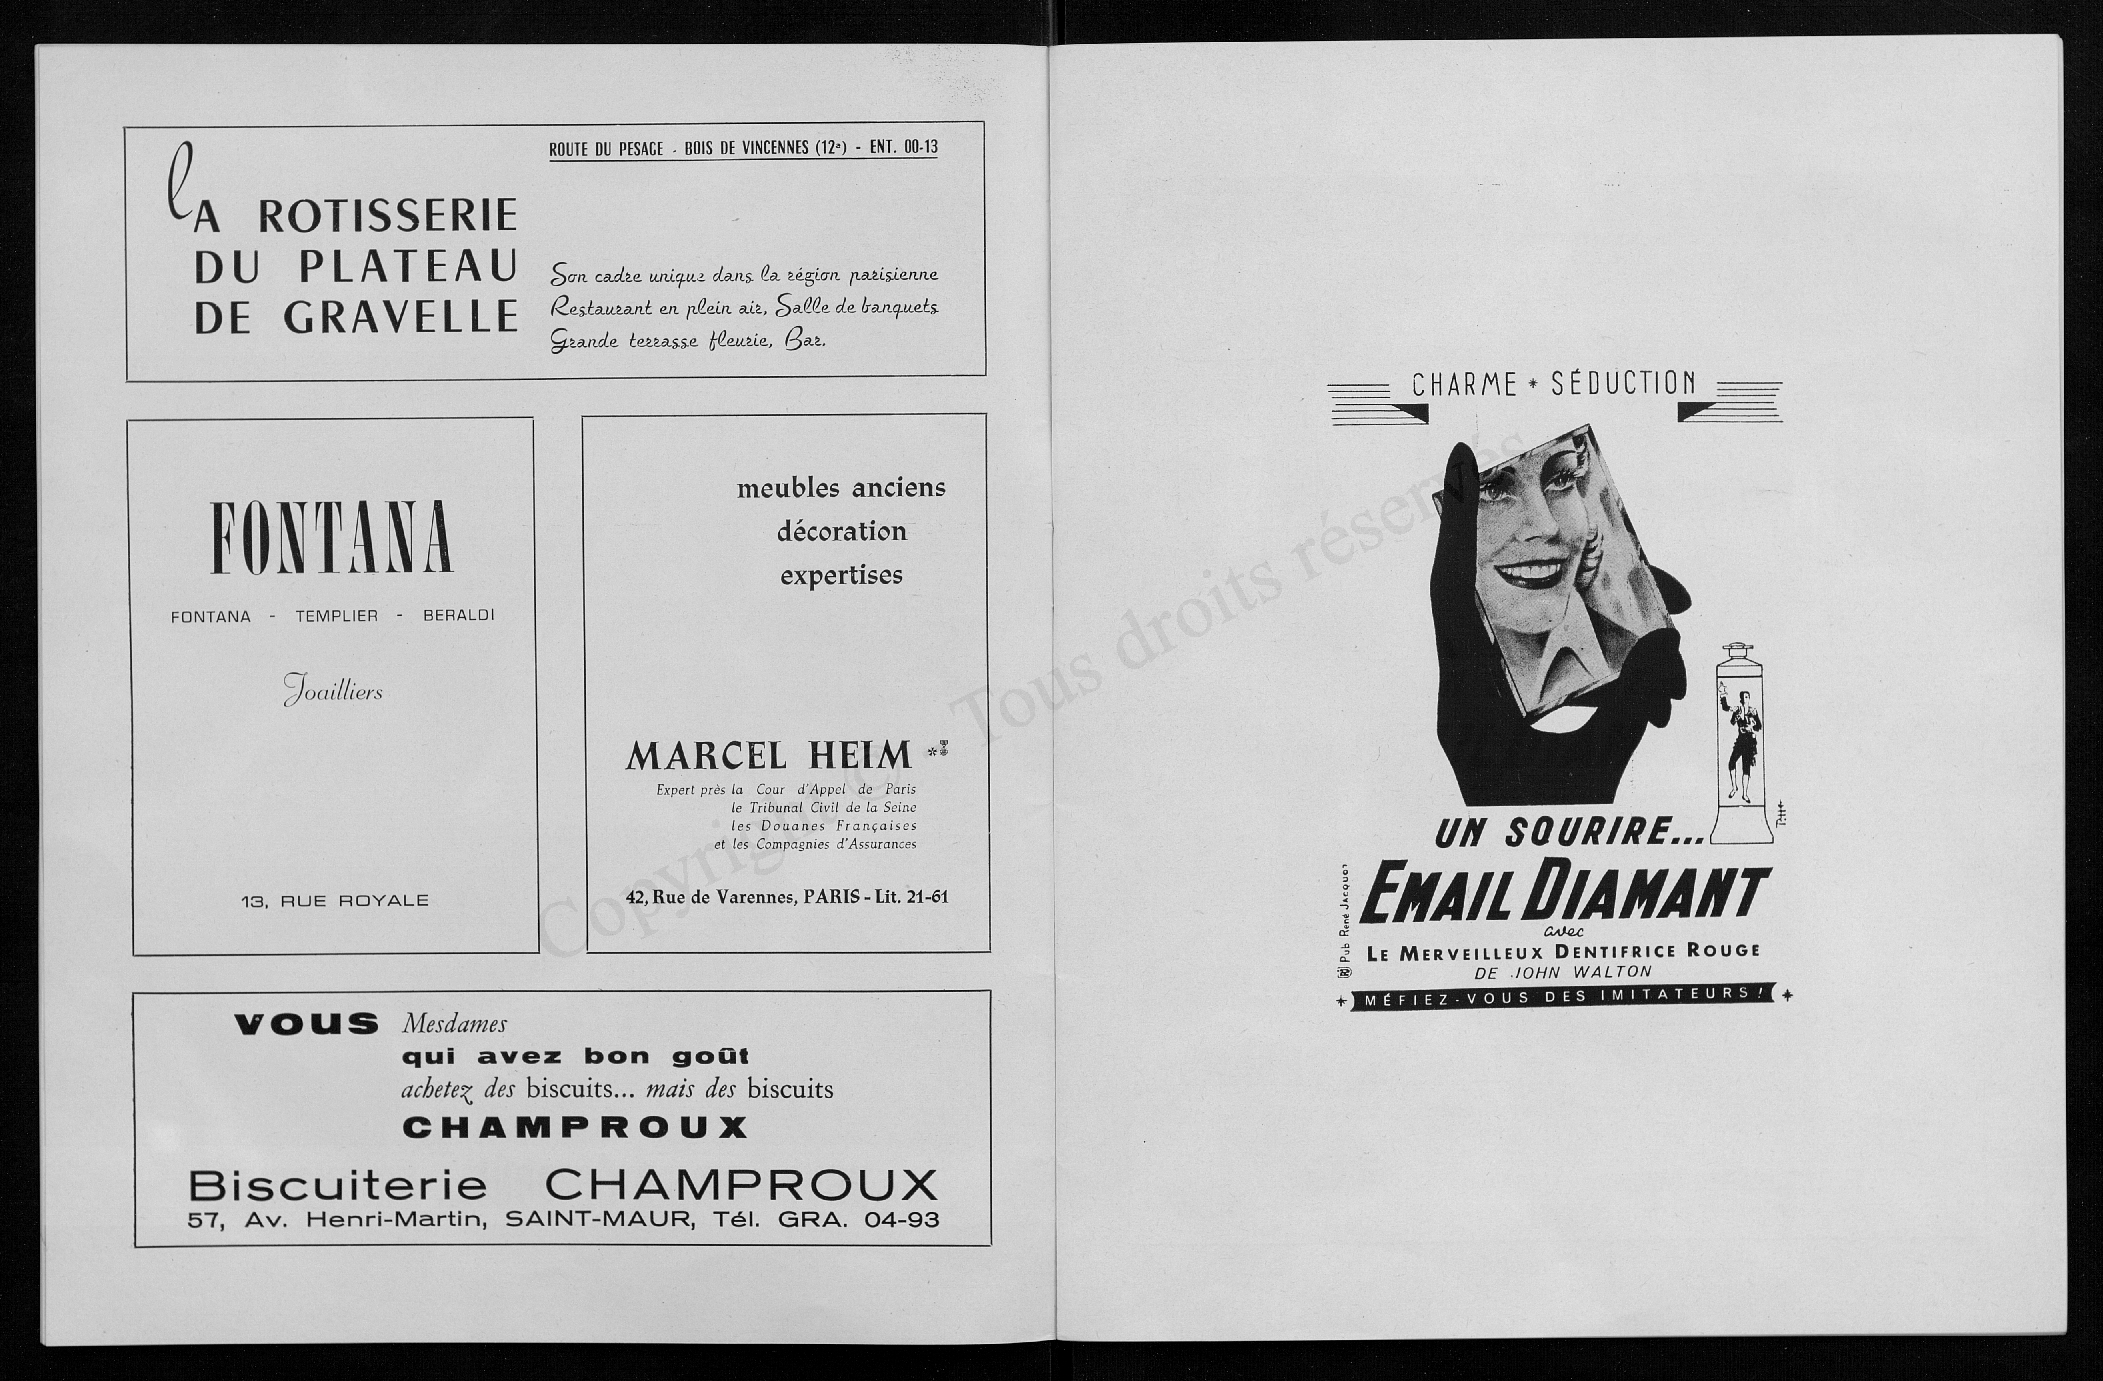 ROUTE DU PESAGE - BOIS DE VINCENNES (12e) - ENT. 00-13
la ROTISSERIE
DU PLATEAU
DE GRAVELLE
Son cadre unique dans la région parisienne
Restaurant en plein air, Salle de banquets
Grande terrasse fleurie, Bar.
FONTANA
FONTANA - TEMPLIER - BERALDI
Joailliers
13, RUE ROYALE
meubles anciens
décoration
expertises
MARCEL HEIM
Expert près la Cour d'Appel de Paris
le Tribunal Civil de la Seine
les Douanes Françaises
et les Compagnies d'Assurances
42, Rue de Varennes, PARIS - Lit. 21-61
VOUS Mesdames
qui avez bon goût
achetez des biscuits... mais des biscuits
CHAMPROUX
Biscuiterie CHAMPROUX
57, Av. Henri-Martin, SAINT-MAUR, Tél. GRA. 04-93
CHARME * SÉDUCTION
UN SOURIRE...
EMAIL DIAMANT
avec
LE MERVEILLEUX DENTIFRICE ROUGE
DE JOHN WALTON
MÉFIEZ-VOUS DES IMITATEURS !
Pub René Jacquot
Copyright © Tous droits réservés